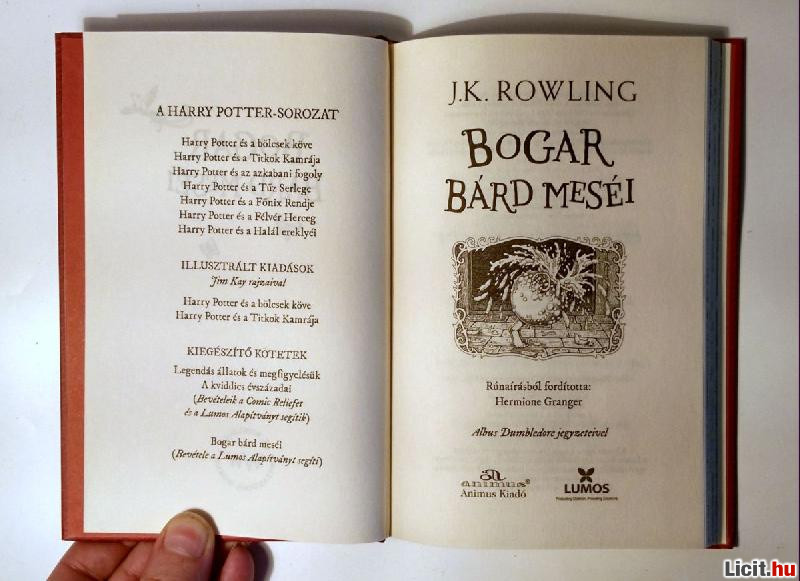 A HARRY POTTER-SOROZAT
Harry Potter és a bölcsek köve
Harry Potter és a Titkok Kamrája
Harry Potter és az azkabani fogoly
Harry Potter és a Tűz Serlege
Harry Potter és a Főnix Rendje
Harry Potter és a Félvér Herceg
Harry Potter és a Halál ereklyéi
ILLUSZTRÁLT KIADÁSOK
Jim Kay rajzaival
Harry Potter és a bölcsek köve
Harry Potter és a Titkok Kamrája
KIEGÉSZÍTŐ KÖTETEK
Legendás állatok és megfigyelésük
A kviddics évszázadai
(Bevételeik a Comic Reliefet
és a Lumos Alapítványt segítik)
Bogar bárd meséi
(Bevétele a Lumos Alapítványt segíti)
J.K. ROWLING
BOGAR
BÁRD MESÉI
Rúnaírásból fordította:
Hermione Granger
Albus Dumbledore jegyzeteivel
animus®
Animus Kiadó
LUMOS
Protecting Children. Providing Solutions.
Licit.hu